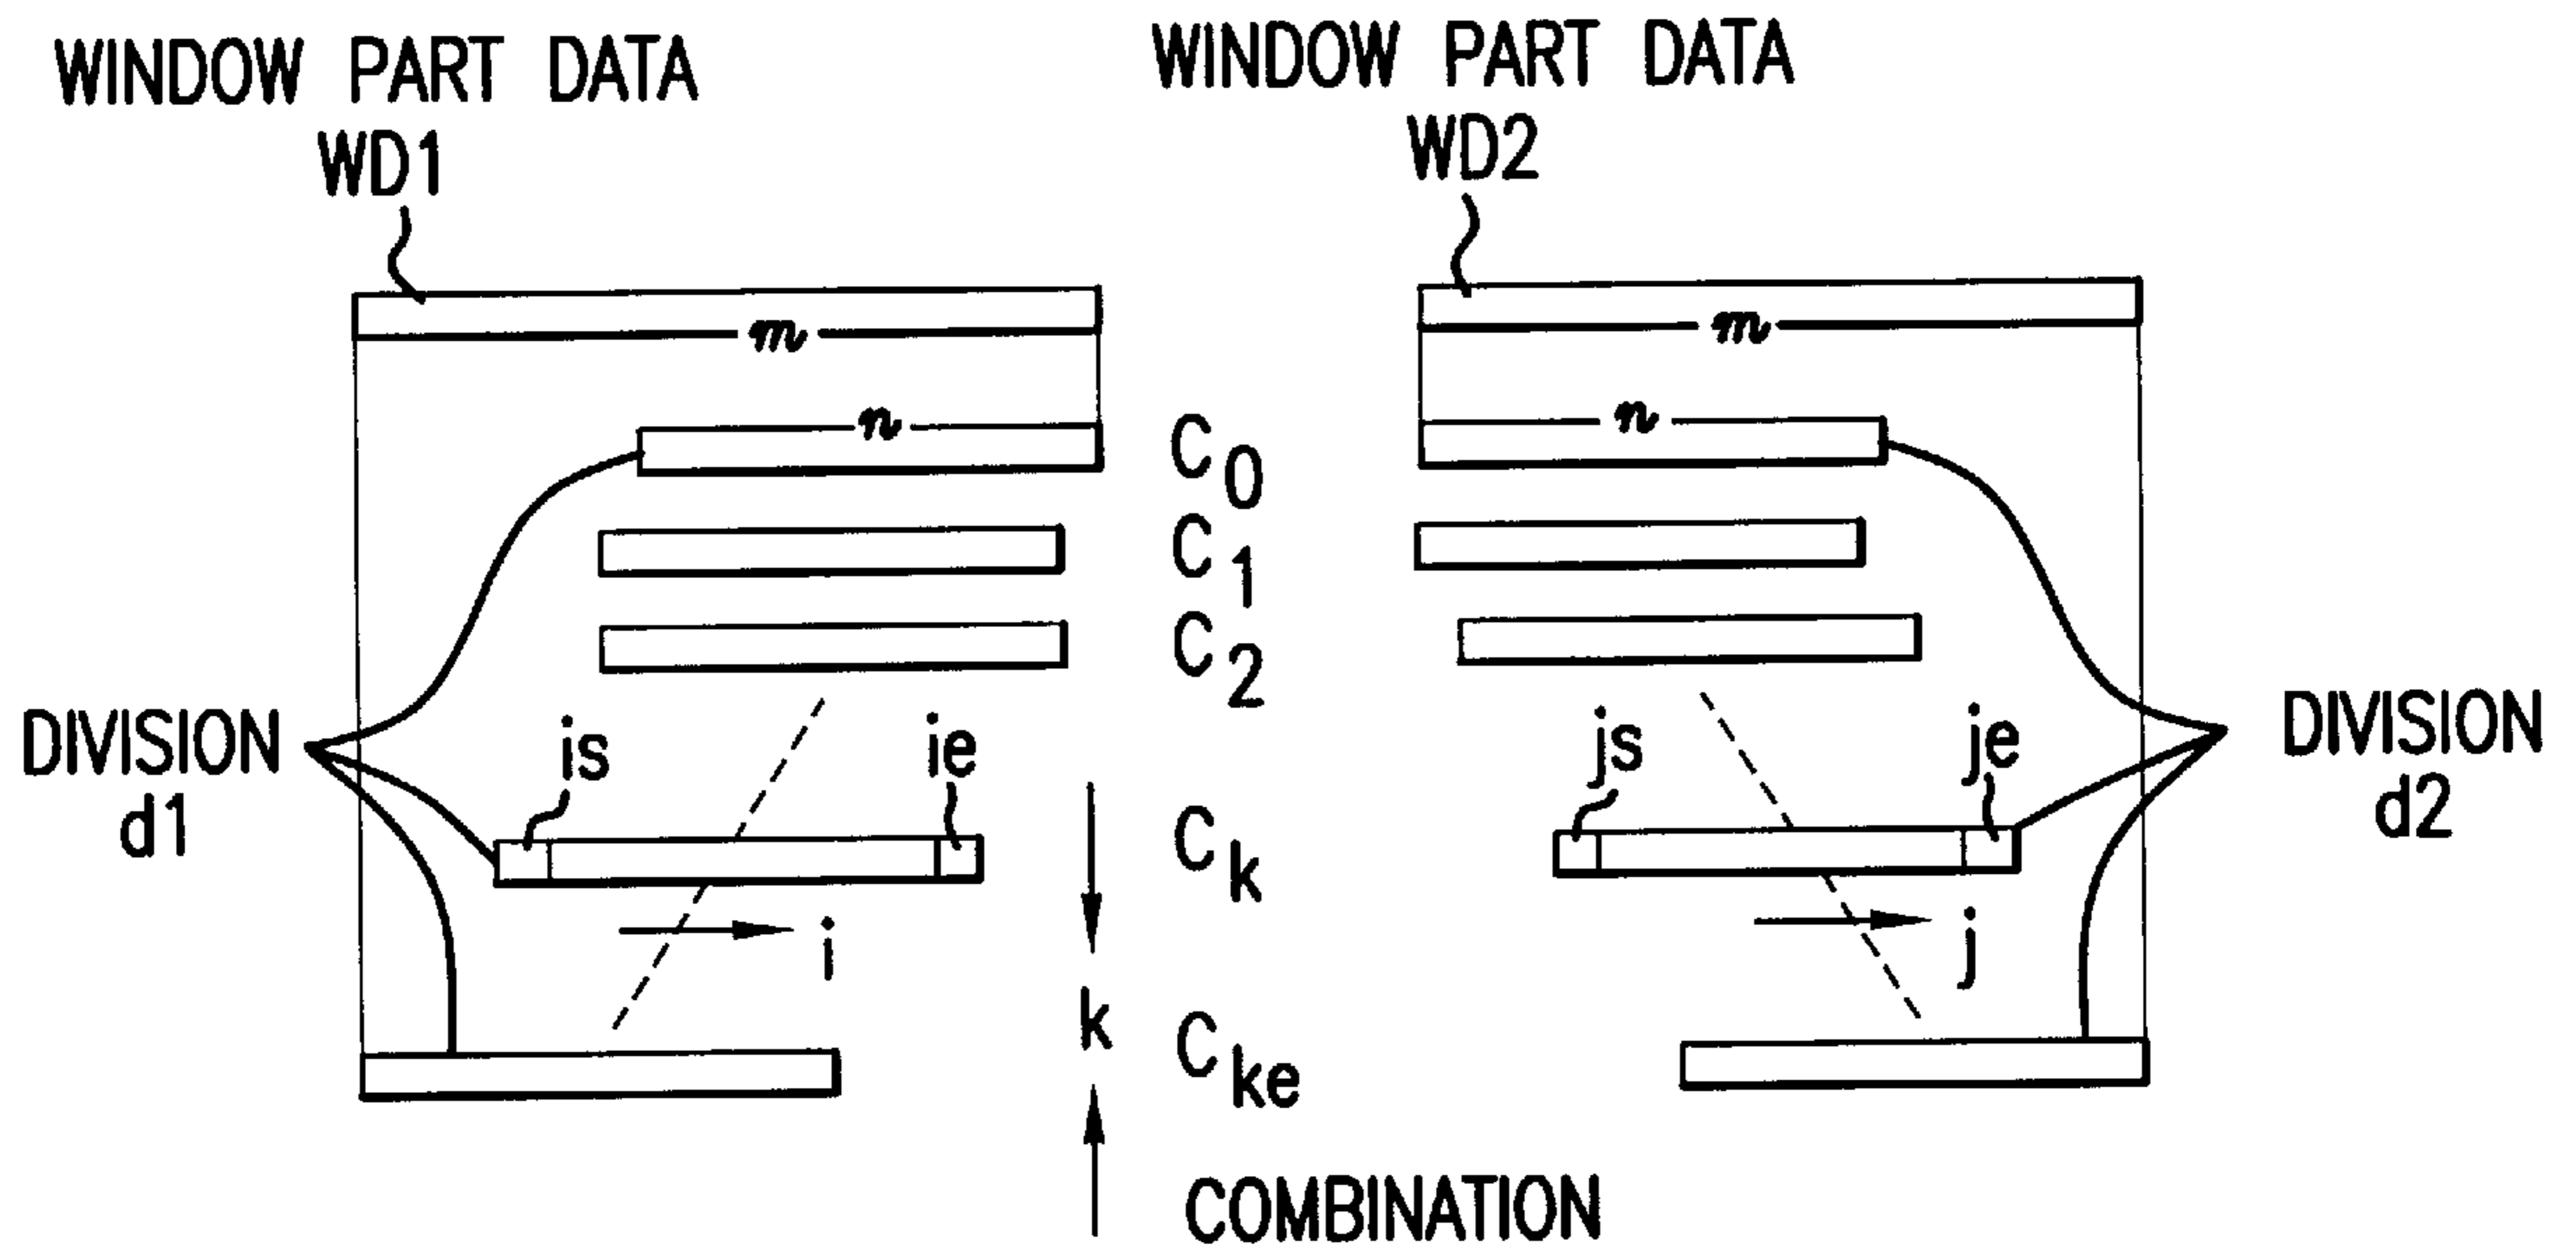 WINDOW PART DATA
WD1
WINDOW PART DATA
WD2
m
m
n
C0
n
C1
C2
DIVISION
d1
is
ie
js
je
DIVISION
d2
Ck
i
j
k
Cke
COMBINATION